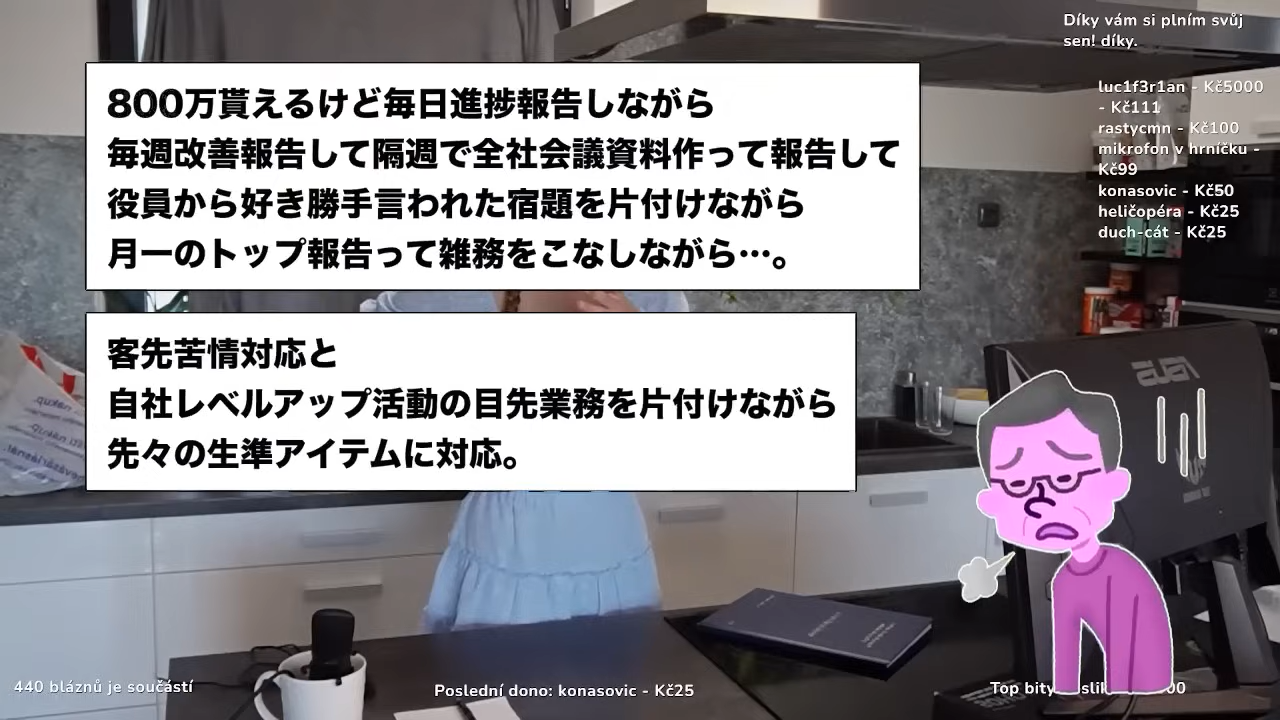 Díky vám si plním svůj
sen! díky.
luc1f3r1an - Kč5000
- Kč111
rastycmn - Kč100
mikrofon v hrníčku -
Kč99
konasovic - Kč50
heličopéra - Kč25
duch-cát - Kč25
800万貰えるけど毎日進捗報告しながら
毎週改善報告して隔週で全社会議資料作って報告して
役員から好き勝手言われた宿題を片付けながら
月一のトップ報告って雑務をこなしながら…。
客先苦情対応と
自社レベルアップ活動の目先業務を片付けながら
先々の生準アイテムに対応。
440 bláznů je součástí
Poslední dono: konasovic - Kč25
Top bity